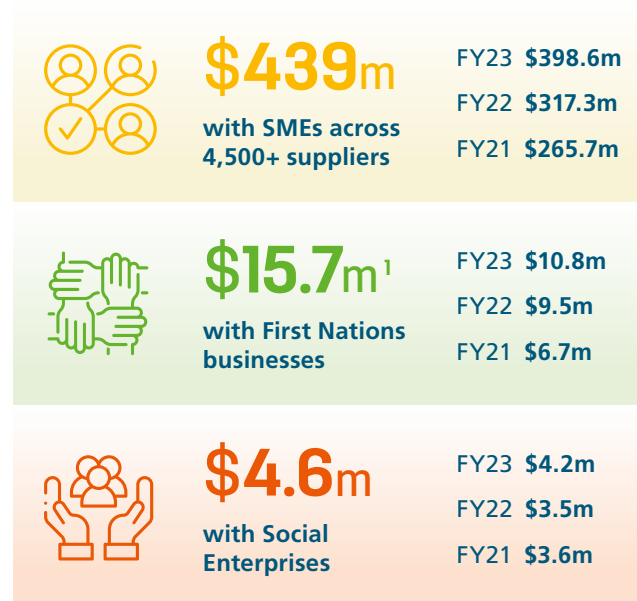 $439m
with SMEs across
4,500+ suppliers
FY23 $398.6m
FY22 $317.3m
FY21 $265.7m
$15.7m¹
with First Nations
businesses
FY23 $10.8m
FY22 $9.5m
FY21 $6.7m
$4.6m
with Social
Enterprises
FY23 $4.2m
FY22 $3.5m
FY21 $3.6m